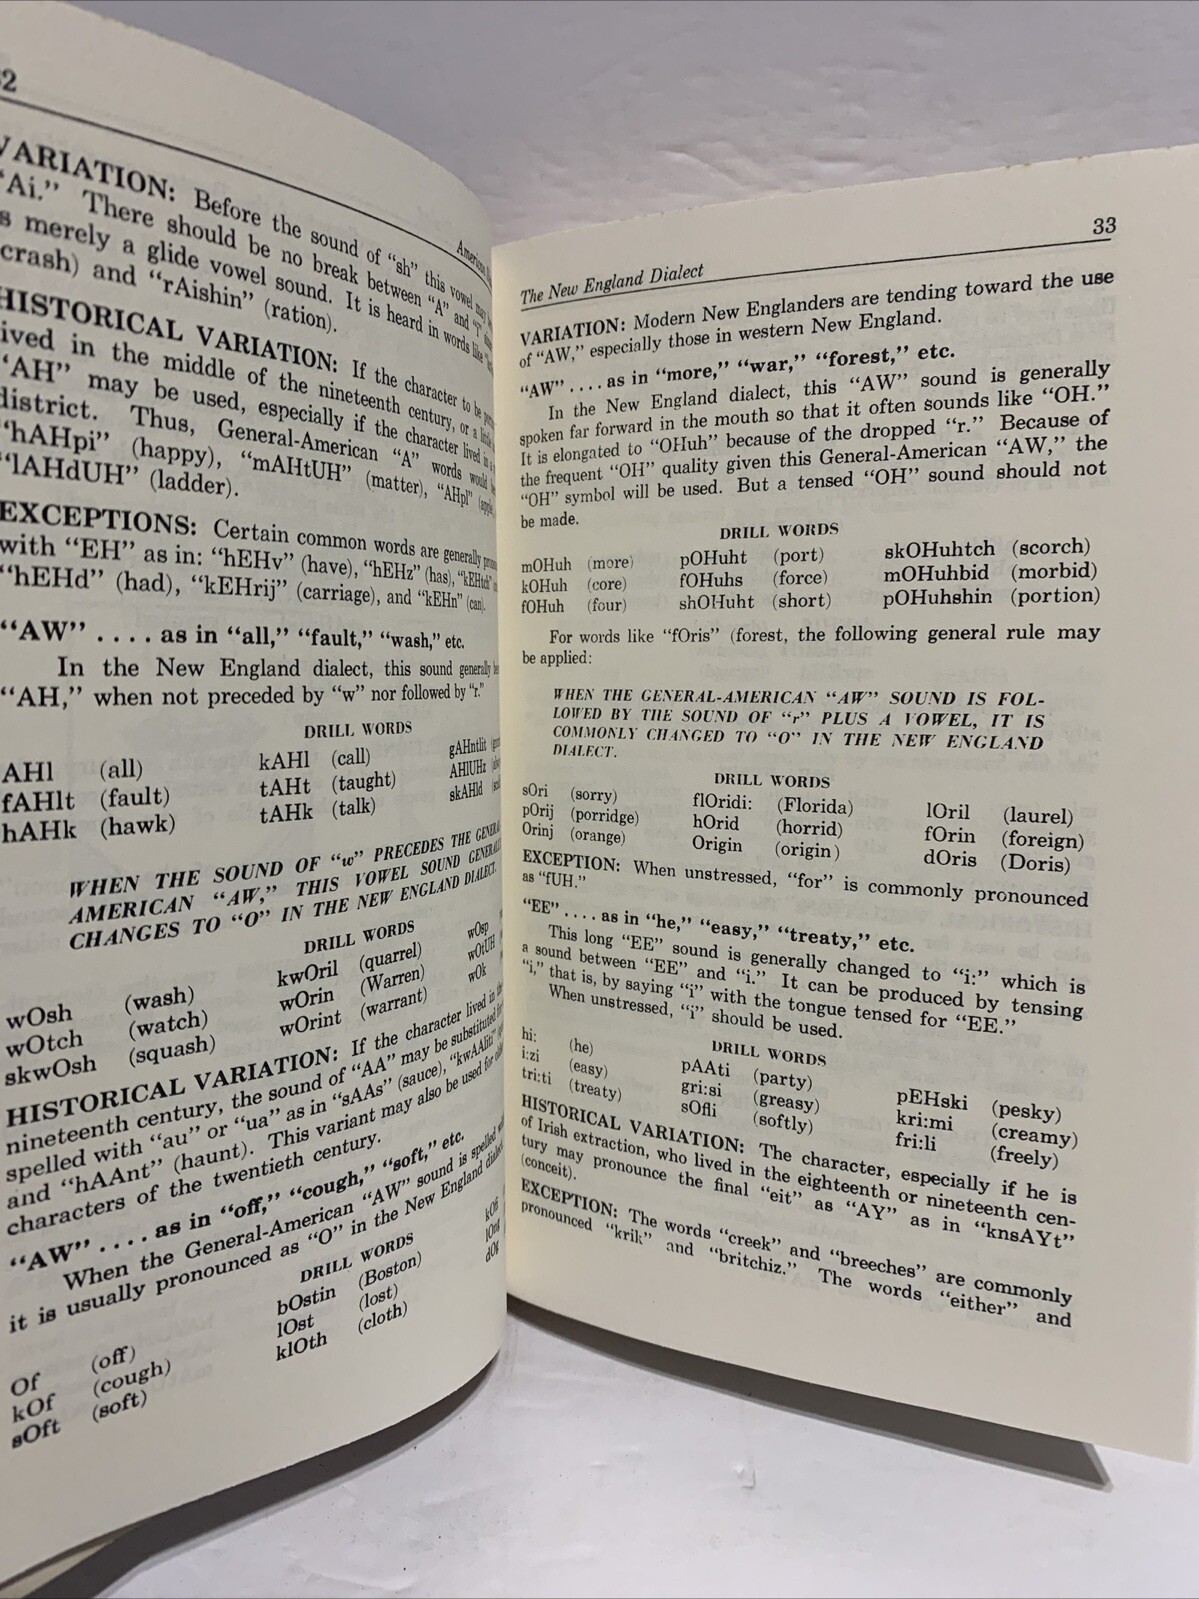 VARIATION: Before the sound of "sh" this vowel may
"Ai." There should be no break between "A" and "i"
merely a glide vowel sound. It is heard in words like
crash) and "rAishin" (ration).
HISTORICAL VARIATION: If the character to be
lived in the middle of the nineteenth century, or a little
"AH" may be used, especially if the character lived in a
district. Thus, General-American "A" words would be
"hAHpi" (happy), "mAHtUH" (matter), "AHpl" (apple),
"lAHdUH" (ladder).
EXCEPTIONS: Certain common words are generally
with "EH" as in: "hEHv" (have), "hEHz" (has), "kEHtch"
"hEHd" (had), "kEHrij" (carriage), and "kEHn" (can).
"AW" .... as in "all," "fault," "wash," etc.
In the New England dialect, this sound generally
"AH," when not preceded by "w" nor followed by "r."
DRILL WORDS
AHl (all) kAHl (call) gAHntlit
fAHlt (fault) tAHt (taught) AHlUHz
hAHk (hawk) tAHk (talk) skAHld
WHEN THE SOUND OF "w" PRECEDES THE GENERAL
AMERICAN "AW," THIS VOWEL SOUND GENERALLY
CHANGES TO "O" IN THE NEW ENGLAND DIALECT.
DRILL WORDS
wOsh (wash) kwOril (quarrel) wOsp
wOtch (watch) wOrin (Warren) wOtUH
skwOsh (squash) wOrint (warrant) wOk
HISTORICAL VARIATION: If the character lived in the
nineteenth century, the sound of "AA" may be substituted
spelled with "au" or "ua" as in "sAAs" (sauce), "kwAAliti"
and "hAAnt" (haunt). This variant may also be used for
characters of the twentieth century.
"AW" .... as in "off," "cough," "soft," etc.
When the General-American "AW" sound is spelled
it is usually pronounced as "O" in the New England dialect
DRILL WORDS
Of (off) bOstin (Boston)
kOf (cough) lOst (lost)
sOft (soft) klOth (cloth)
The New England Dialect 33
VARIATION: Modern New Englanders are tending toward the use
of "AW," especially those in western New England.
"AW" .... as in "more," "war," "forest," etc.
In the New England dialect, this "AW" sound is generally
spoken far forward in the mouth so that it often sounds like "OH."
It is elongated to "OHuh" because of the dropped "r." Because of
the frequent "OH" quality given this General-American "AW," the
"OH" symbol will be used. But a tensed "OH" sound should not
be made.
DRILL WORDS
mOHuh (more) pOHuht (port) skOHuhtch (scorch)
kOHuh (core) fOHuhs (force) mOHuhbid (morbid)
fOHuh (four) shOHuht (short) pOHuhshin (portion)
For words like "fOris" (forest, the following general rule may
be applied:
WHEN THE GENERAL-AMERICAN "AW" SOUND IS FOL-
LOWED BY THE SOUND OF "r" PLUS A VOWEL, IT IS
COMMONLY CHANGED TO "O" IN THE NEW ENGLAND
DIALECT.
DRILL WORDS
sOri (sorry) flOridi: (Florida) lOril (laurel)
pOrij (porridge) hOrid (horrid) fOrin (foreign)
Orinj (orange) Origin (origin) dOris (Doris)
EXCEPTION: When unstressed, "for" is commonly pronounced
as "fUH."
"EE" .... as in "he," "easy," "treaty," etc.
This long "EE" sound is generally changed to "i:" which is
a sound between "EE" and "i." It can be produced by tensing
"i," that is, by saying "i" with the tongue tensed for "EE."
When unstressed, "i" should be used.
DRILL WORDS
hi: (he) pAAti (party) pEHski (pesky)
i:zi (easy) gri:si (greasy) kri:mi (creamy)
tri:ti (treaty) sOfli (softly) fri:li (freely)
HISTORICAL VARIATION: The character, especially if he is
of Irish extraction, who lived in the eighteenth or nineteenth cen-
tury may pronounce the final "eit" as "AY" as in "knsAYt"
(conceit).
EXCEPTION: The words "creek" and "breeches" are commonly
pronounced "krik" and "britchiz." The words "either" and